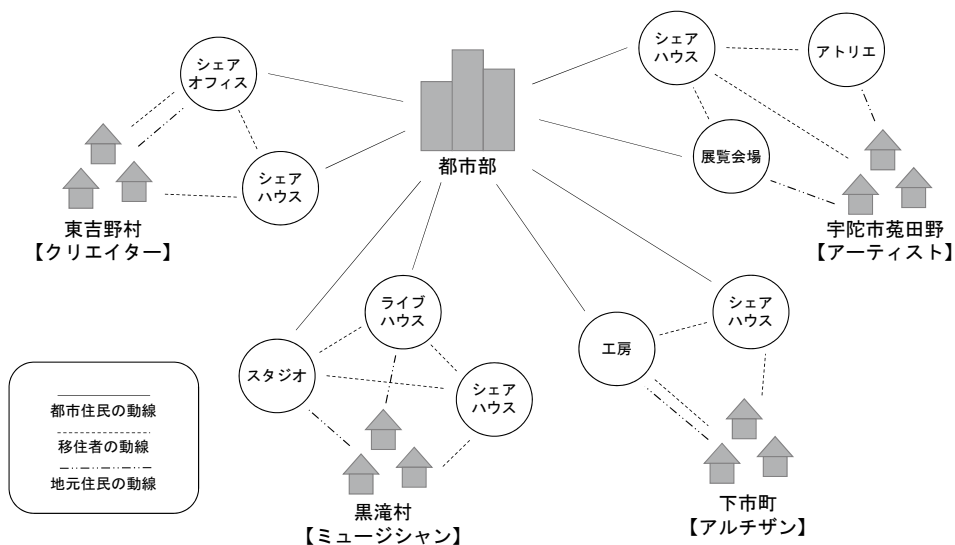 シェア
オフィス
シェア
ハウス
東吉野村
【クリエイター】
都市部
シェア
ハウス
アトリエ
展覧会場
宇陀市菟田野
【アーティスト】
ライブ
ハウス
スタジオ
シェア
ハウス
黒滝村
【ミュージシャン】
シェア
ハウス
工房
下市町
【アルチザン】
都市住民の動線
移住者の動線
地元住民の動線